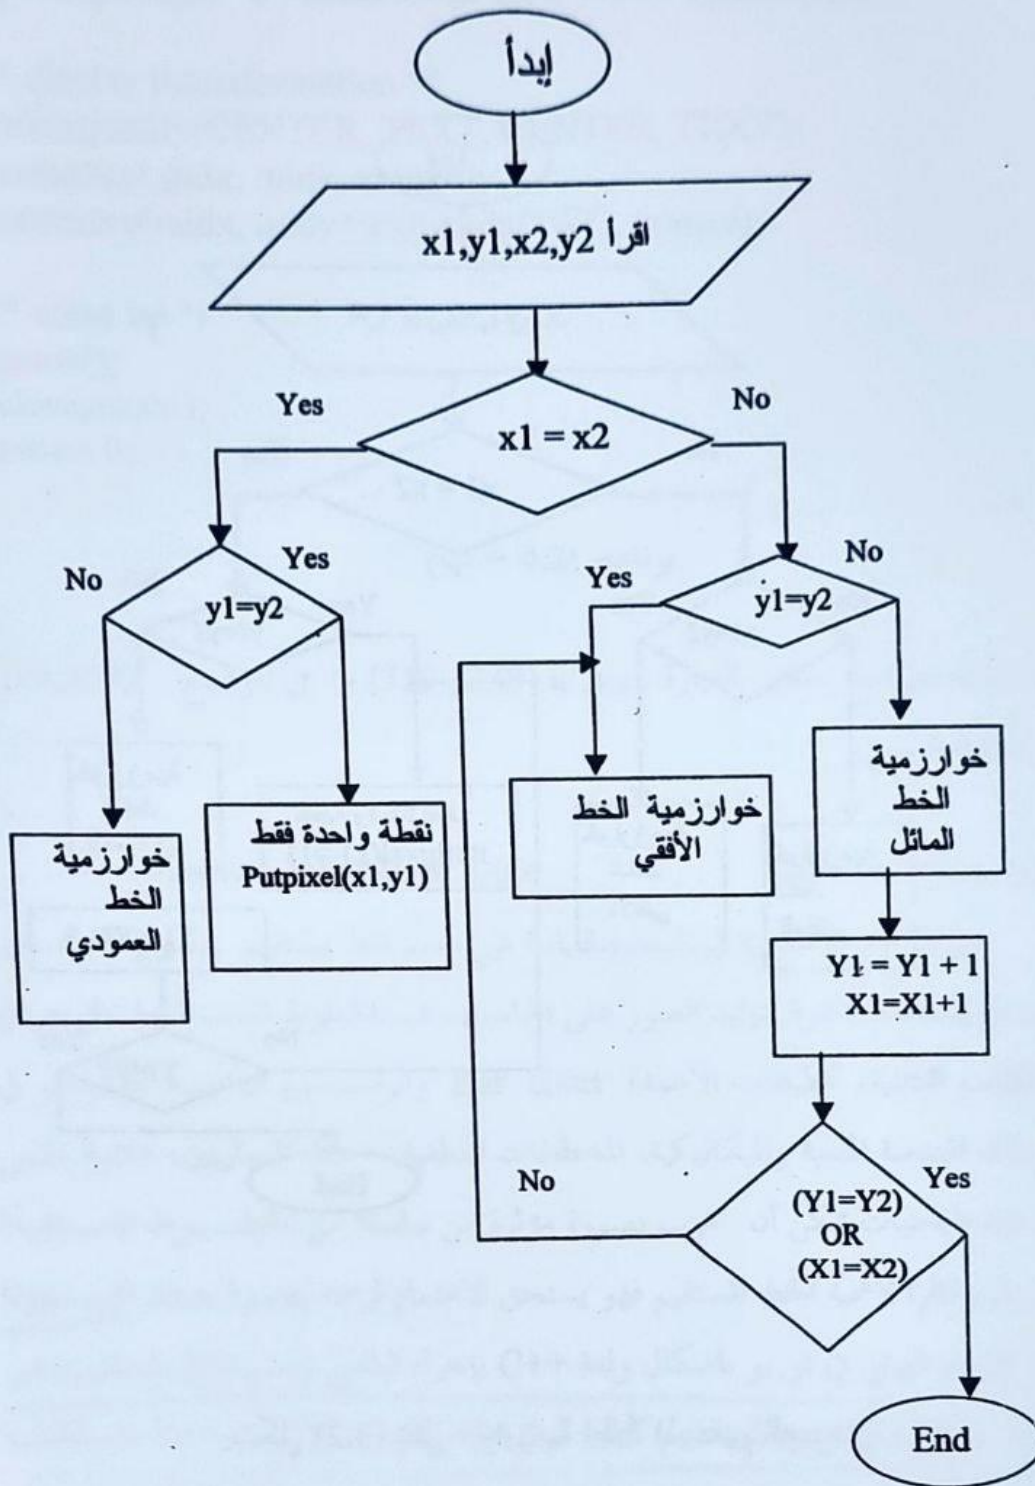 إبدأ
اقرأ x1,y1,x2,y2
Yes
No
x1 = x2
No
Yes
y1=y2
Yes
No
y1=y2
خوارزمية
الخط
العمودي
نقطة واحدة فقط
Putpixel(x1,y1)
خوارزمية الخط
الأفقي
خوارزمية
الخط
المائل
Y1 = Y1 + 1
X1=X1+1
No
Yes
(Y1=Y2)
OR
(X1=X2)
End